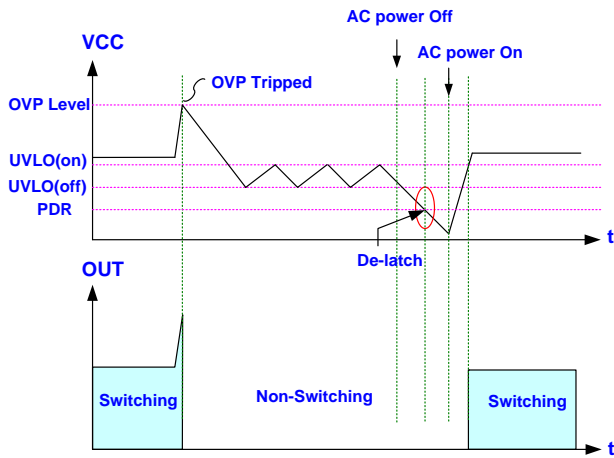 AC power Off
VCC
AC power On
OVP Tripped
OVP Level
UVLO(on)
UVLO(off)
PDR
t
De-latch
OUT
Switching
Non-Switching
Switching
t